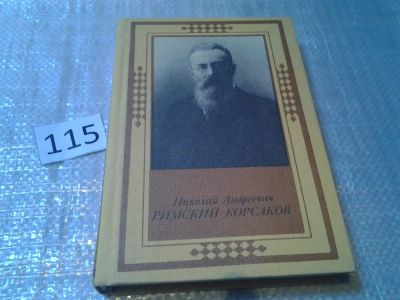 115
Николай Андреевич
РИМСКИЙ-КОРСАКОВ